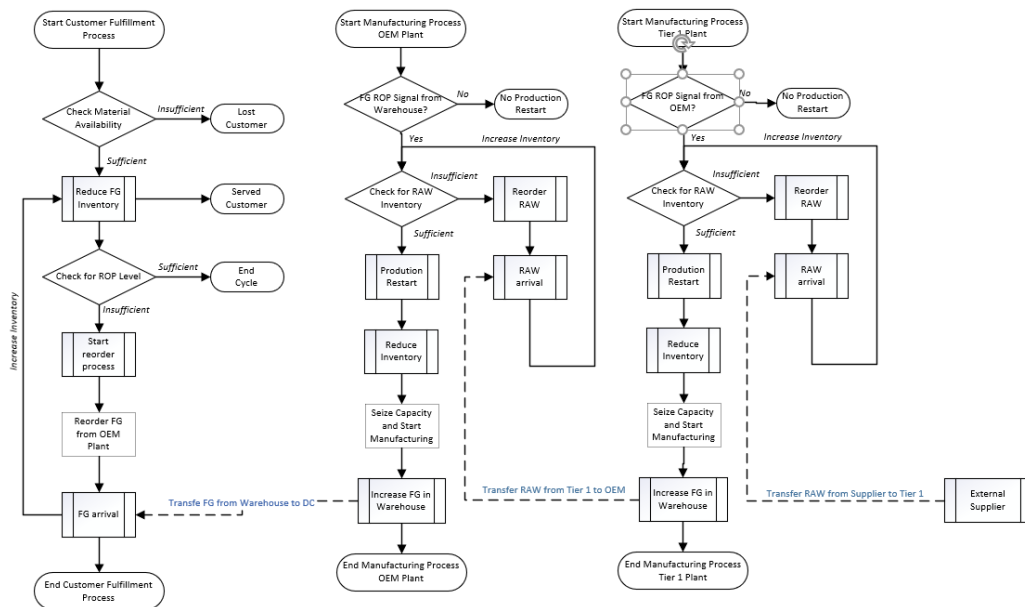 Start Customer Fulfillment
Process
Check Material
Availability
Insufficient
Lost
Customer
Sufficient
Reduce FG
Inventory
Served
Customer
Check for ROP Level
Sufficient
End
Cycle
Insufficient
Increase Inventory
Start
reorder
process
Reorder FG
from OEM
Plant
FG arrival
Transfe FG from Warehouse to DC
End Customer Fulfillment
Process
Start Manufacturing Process
OEM Plant
FG ROP Signal from
Warehouse?
No
No Production
Restart
Yes
Increase Inventory
Check for RAW
Inventory
Insufficient
Reorder
RAW
Sufficient
Prodution
Restart
RAW
arrival
Reduce
Inventory
Seize Capacity
and Start
Manufacturing
Increase FG in
Warehouse
Transfer RAW from Tier 1 to OEM
End Manufacturing Process
OEM Plant
Start Manufacturing Process
Tier 1 Plant
FG ROP Signal from
OEM?
No
No Production
Restart
Yes
Increase Inventory
Check for RAW
Inventory
Insufficient
Reorder
RAW
Sufficient
Prodution
Restart
RAW
arrival
Reduce
Inventory
Seize Capacity
and Start
Manufacturing
Increase FG in
Warehouse
Transfer RAW from Supplier to Tier 1
External
Supplier
End Manufacturing Process
Tier 1 Plant